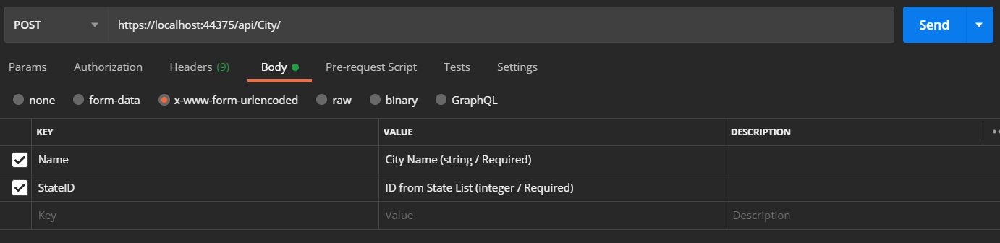 POST https://localhost:44375/api/City/ Send
Params Authorization Headers (9) Body Pre-request Script Tests Settings
none form-data x-www-form-urlencoded raw binary GraphQL
KEY VALUE DESCRIPTION
Name City Name (string / Required)
StateID ID from State List (integer / Required)
Key Value Description